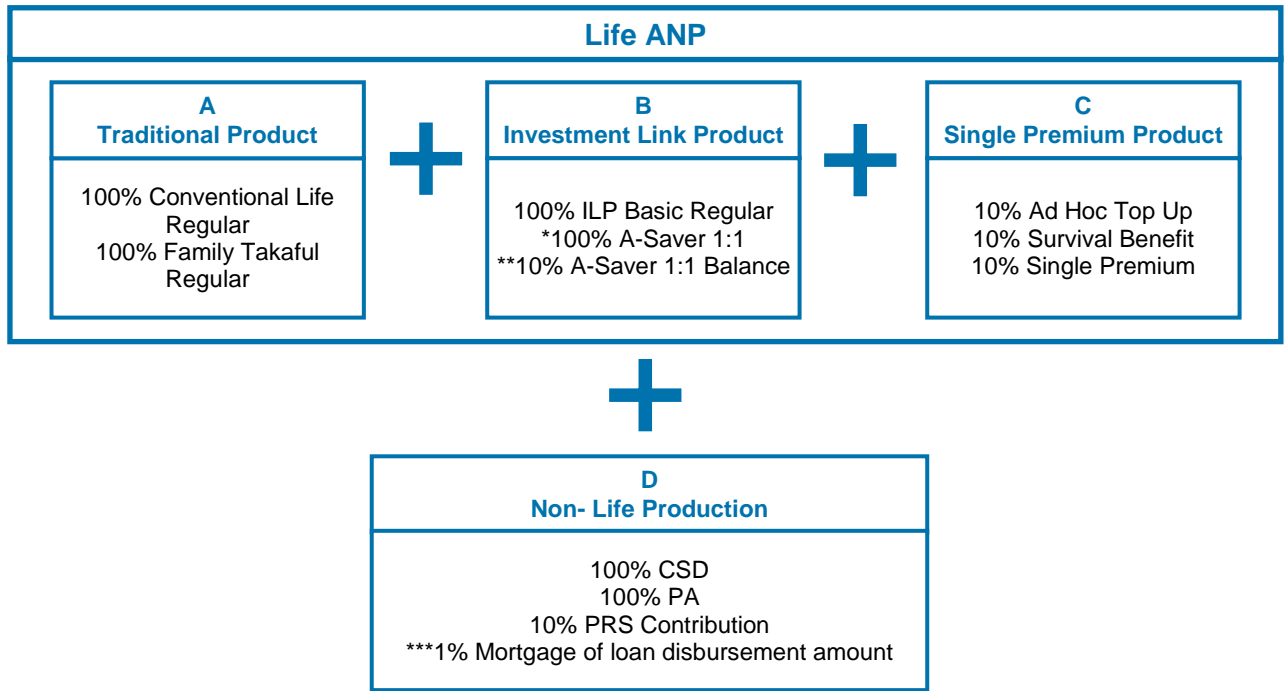 Life ANP
A
Traditional Product
100% Conventional Life
Regular
100% Family Takaful
Regular
B
Investment Link Product
100% ILP Basic Regular
*100% A-Saver 1:1
**10% A-Saver 1:1 Balance
C
Single Premium Product
10% Ad Hoc Top Up
10% Survival Benefit
10% Single Premium
D
Non- Life Production
100% CSD
100% PA
10% PRS Contribution
***1% Mortgage of loan disbursement amount